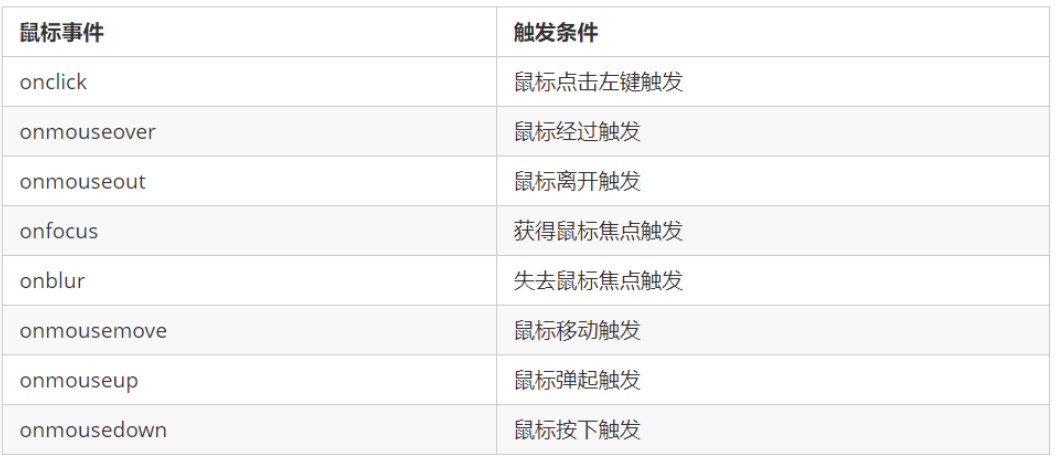 鼠标事件 触发条件
onclick 鼠标点击左键触发
onmouseover 鼠标经过触发
onmouseout 鼠标离开触发
onfocus 获得鼠标焦点触发
onblur 失去鼠标焦点触发
onmousemove 鼠标移动触发
onmouseup 鼠标弹起触发
onmousedown 鼠标按下触发